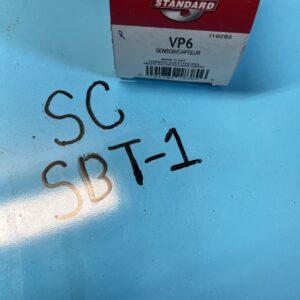 STANDARD
VP6
SENSOR/CAPTEUR
SC
SBT-1